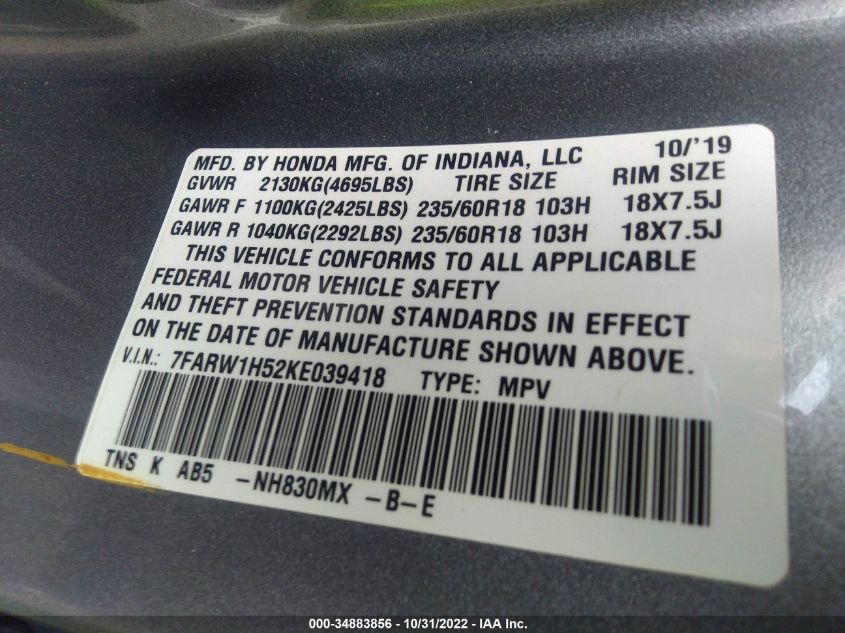 MFD. BY HONDA MFG. OF INDIANA, LLC 10/'19
GVWR 2130KG(4695LBS) TIRE SIZE RIM SIZE
GAWR F 1100KG(2425LBS) 235/60R18 103H 18X7.5J
GAWR R 1040KG(2292LBS) 235/60R18 103H 18X7.5J
THIS VEHICLE CONFORMS TO ALL APPLICABLE
FEDERAL MOTOR VEHICLE SAFETY
AND THEFT PREVENTION STANDARDS IN EFFECT
ON THE DATE OF MANUFACTURE SHOWN ABOVE.
V.I.N.: 7FARW1H52KE039418 TYPE: MPV
TNS K AB5 -NH830MX -B-E
000-34883856 - 10/31/2022 - IAA Inc.